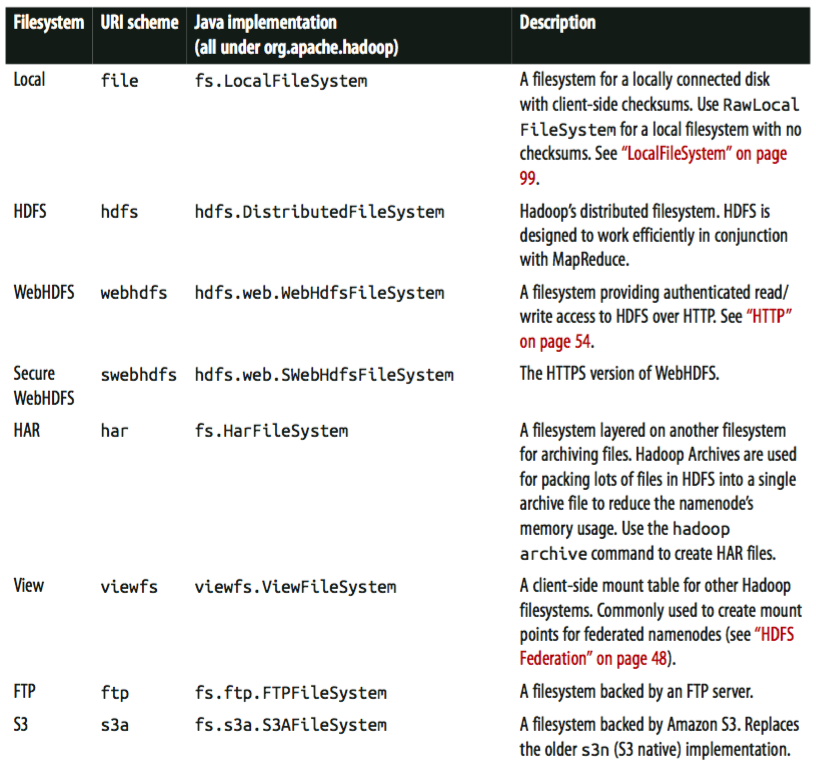 Filesystem URI scheme Java implementation Description
(all under org.apache.hadoop)
Local file fs.LocalFileSystem A filesystem for a locally connected disk
with client-side checksums. Use RawLocal
FileSystem for a local filesystem with no
checksums. See “LocalFileSystem” on page
99.
HDFS hdfs hdfs.DistributedFileSystem Hadoop’s distributed filesystem. HDFS is
designed to work efficiently in conjunction
with MapReduce.
WebHDFS webhdfs hdfs.web.WebHdfsFileSystem A filesystem providing authenticated read/
write access to HDFS over HTTP. See “HTTP”
on page 54.
Secure swebhdfs hdfs.web.SWebHdfsFileSystem The HTTPS version of WebHDFS.
WebHDFS
HAR har fs.HarFileSystem A filesystem layered on another filesystem
for archiving files. Hadoop Archives are used
for packing lots of files in HDFS into a single
archive file to reduce the namenode’s
memory usage. Use the hadoop
archive command to create HAR files.
View viewfs viewfs.ViewFileSystem A client-side mount table for other Hadoop
filesystems. Commonly used to create mount
points for federated namenodes (see “HDFS
Federation” on page 48).
FTP ftp fs.ftp.FTPFileSystem A filesystem backed by an FTP server.
S3 s3a fs.s3a.S3AFileSystem A filesystem backed by Amazon S3. Replaces
the older s3n (S3 native) implementation.